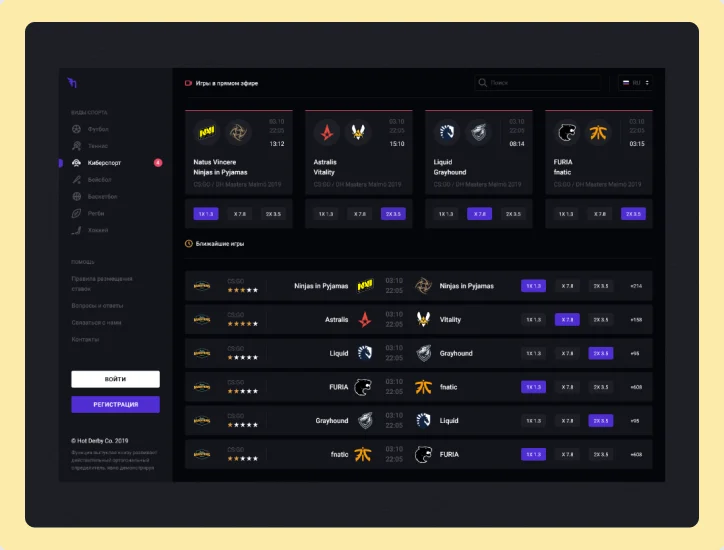 Игры в прямом эфире
Поиск
RU
ВИДЫ СПОРТА
Футбол
Теннис
Киберспорт
4
Бейсбол
Баскетбол
Регби
Хоккей
ПОМОЩЬ
Правила размещения
ставок
Вопросы и ответы
Связаться с нами
Контакты
ВОЙТИ
РЕГИСТРАЦИЯ
© Hot Derby Co. 2019
03:10
22:05
13:12
Natus Vincere
Ninjas in Pyjamas
CS:GO / DH Masters Malmö 2019
1X 1.3 X 7.8 2X 3.5
03:10
22:05
15:10
Astralis
Vitality
CS:GO / DH Masters Malmö 2019
1X 1.3 X 7.8 2X 3.5
03:10
22:05
08:14
Liquid
Grayhound
CS:GO / DH Masters Malmö 2019
1X 1.3 X 7.8 2X 3.5
03:10
22:05
03:15
FURIA
fnatic
CS:GO / DH Masters Malmö 2019
1X 1.3 X 7.8 2X 3.5
Ближайшие игры
CS:GO
Ninjas in Pyjamas NAVI 03:10 22:05 Ninjas in Pyjamas 1X 1.3 X 7.8 2X 3.5 +214
CS:GO
Astralis 03:10 22:05 Vitality 1X 1.3 X 7.8 2X 3.5 +158
CS:GO
Liquid 03:10 22:05 Grayhound 1X 1.3 X 7.8 2X 3.5 +95
CS:GO
FURIA 03:10 22:05 fnatic 1X 1.3 X 7.8 2X 3.5 +608
CS:GO
Grayhound 03:10 22:05 Liquid 1X 1.3 X 7.8 2X 3.5 +95
CS:GO
fnatic 03:10 22:05 FURIA 1X 1.3 X 7.8 2X 3.5 +608